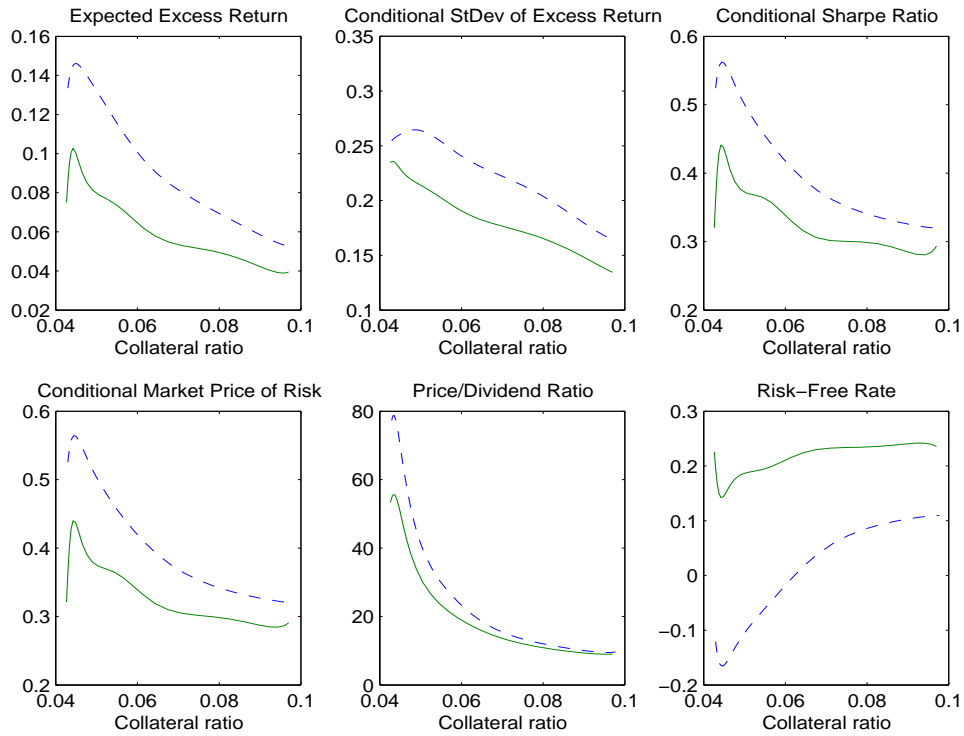 Expected Excess Return
0.16
0.14
0.12
0.1
0.08
0.06
0.04
0.02
0.04 0.06 0.08 0.1
Collateral ratio
Conditional StDev of Excess Return
0.35
0.3
0.25
0.2
0.15
0.1
0.04 0.06 0.08 0.1
Collateral ratio
Conditional Sharpe Ratio
0.6
0.5
0.4
0.3
0.2
0.04 0.06 0.08 0.1
Collateral ratio
Conditional Market Price of Risk
0.6
0.5
0.4
0.3
0.2
0.04 0.06 0.08 0.1
Collateral ratio
Price/Dividend Ratio
80
60
40
20
0
0.04 0.06 0.08 0.1
Collateral ratio
Risk−Free Rate
0.3
0.2
0.1
0
−0.1
−0.2
0.04 0.06 0.08 0.1
Collateral ratio